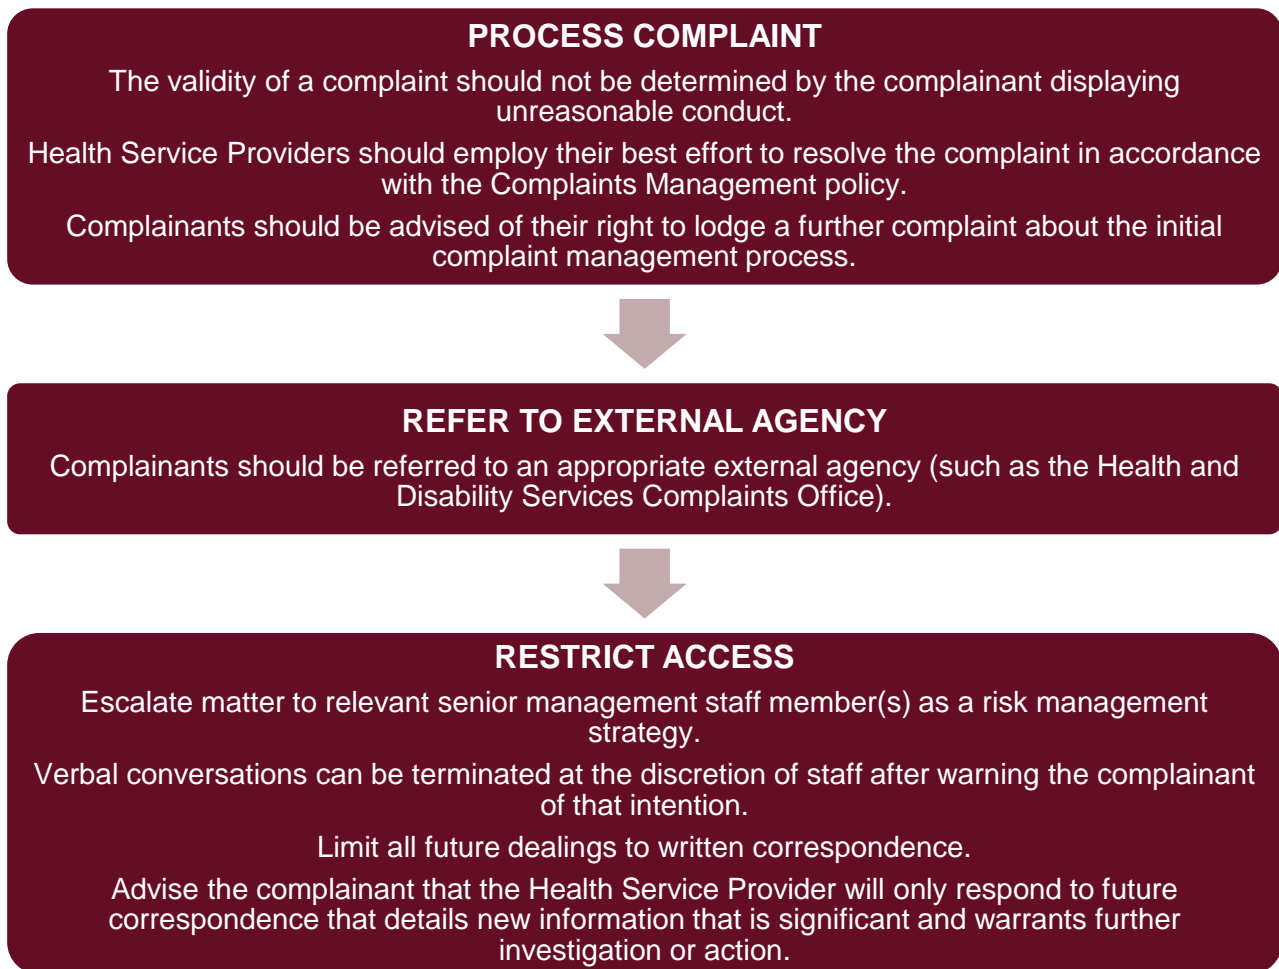 PROCESS COMPLAINT
The validity of a complaint should not be determined by the complainant displaying
unreasonable conduct.
Health Service Providers should employ their best effort to resolve the complaint in accordance
with the Complaints Management policy.
Complainants should be advised of their right to lodge a further complaint about the initial
complaint management process.
REFER TO EXTERNAL AGENCY
Complainants should be referred to an appropriate external agency (such as the Health and
Disability Services Complaints Office).
RESTRICT ACCESS
Escalate matter to relevant senior management staff member(s) as a risk management
strategy.
Verbal conversations can be terminated at the discretion of staff after warning the complainant
of that intention.
Limit all future dealings to written correspondence.
Advise the complainant that the Health Service Provider will only respond to future
correspondence that details new information that is significant and warrants further
investigation or action.